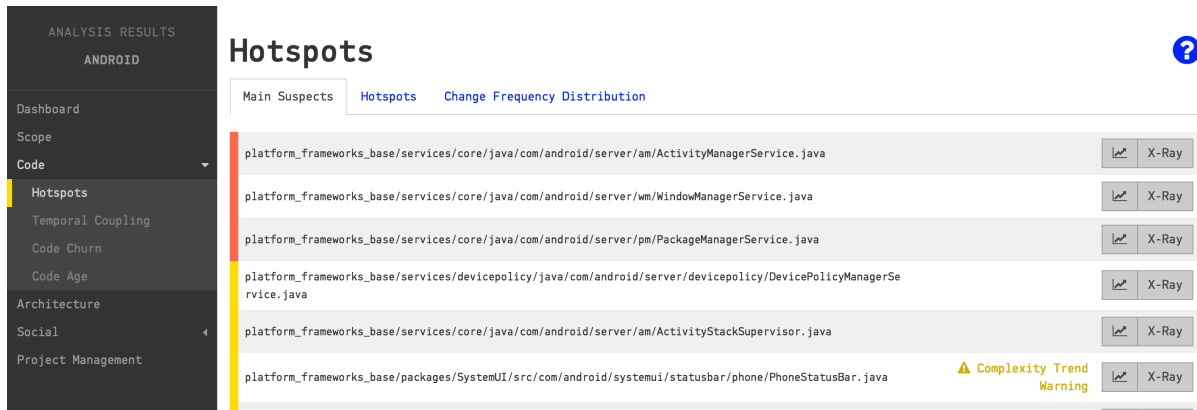 ANALYSIS RESULTS
ANDROID
Dashboard
Scope
Code
Hotspots
Temporal Coupling
Code Churn
Code Age
Architecture
Social
Project Management
Hotspots
?
Main Suspects
Hotspots
Change Frequency Distribution
platform_frameworks_base/services/core/java/com/android/server/am/ActivityManagerService.java
X-Ray
platform_frameworks_base/services/core/java/com/android/server/wm/WindowManagerService.java
X-Ray
platform_frameworks_base/services/core/java/com/android/server/pm/PackageManagerService.java
X-Ray
platform_frameworks_base/services/devicepolicy/java/com/android/server/devicepolicy/DevicePolicyManagerSe
rvice.java
X-Ray
platform_frameworks_base/services/core/java/com/android/server/am/ActivityStackSupervisor.java
X-Ray
platform_frameworks_base/packages/SystemUI/src/com/android/systemui/statusbar/phone/PhoneStatusBar.java
Complexity Trend
Warning
X-Ray